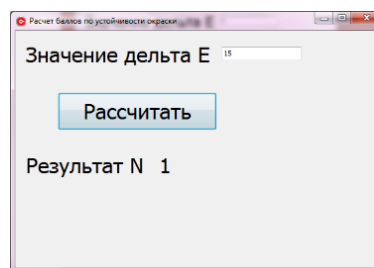 Расчет баллов по устойчивости окраски
Значение дельта E 15
Рассчитать
Результат N 1